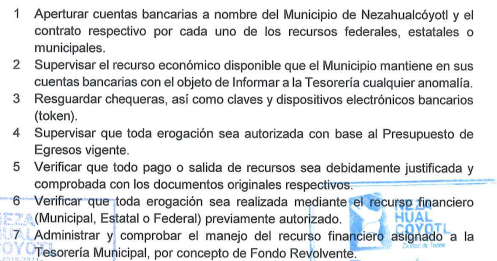 1 Aperturar cuentas bancarias a nombre del Municipio de Nezahualcóyotl y el
contrato respectivo por cada uno de los recursos federales, estatales o
municipales.
2 Supervisar el recurso económico disponible que el Municipio mantiene en sus
cuentas bancarias con el objeto de Informar a la Tesorería cualquier anomalía.
3 Resguardar chequeras, así como claves y dispositivos electrónicos bancarios
(token).
4 Supervisar que toda erogación sea autorizada con base al Presupuesto de
Egresos vigente.
5 Verificar que todo pago o salida de recursos sea debidamente justificada y
comprobada con los documentos originales respectivos.
6 Verificar que toda erogación sea realizada mediante el recurso financiero
(Municipal, Estatal o Federal) previamente autorizado.
7 Administrar y comprobar el manejo del recurso financiero asignado a la
Tesorería Municipal, por concepto de Fondo Revolvente.
NEZA
HUAL
COYOTL
Ciudad de Todos